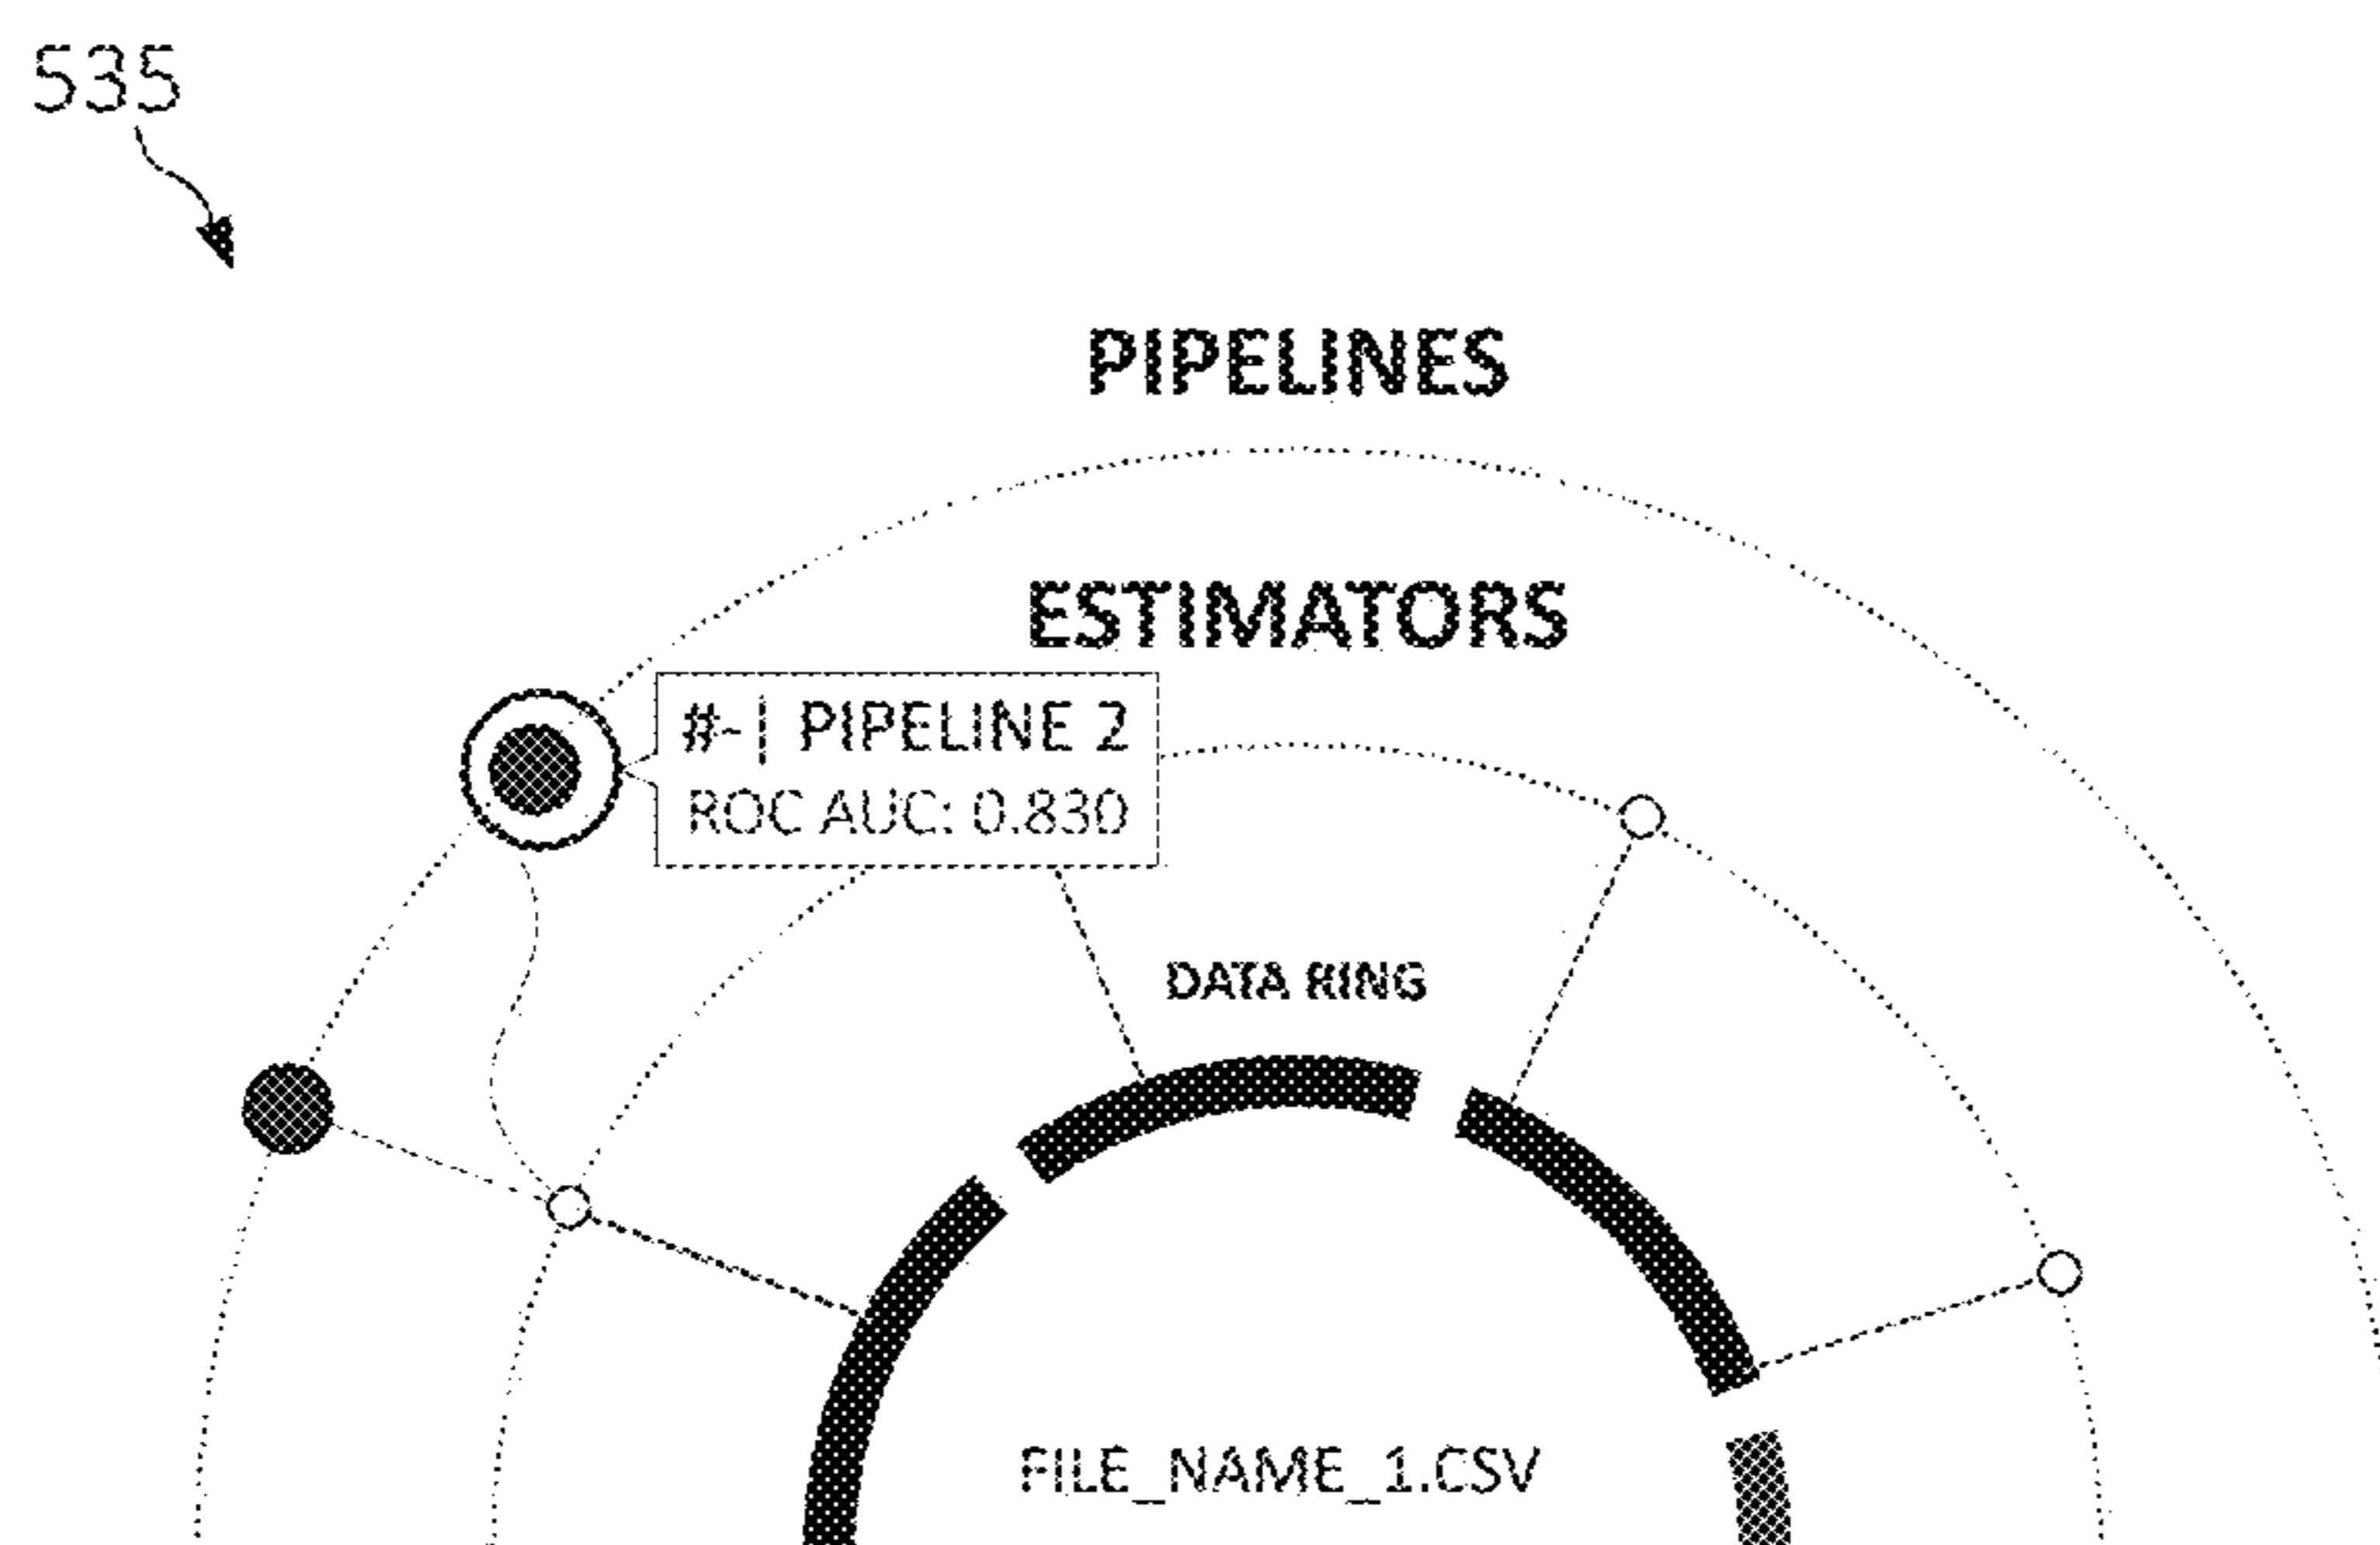 535
PIPELINES
ESTIMATORS
#-| PIPELINE 2
ROC AUC: 0.830
DATA RING
FILE_NAME_1.CSV